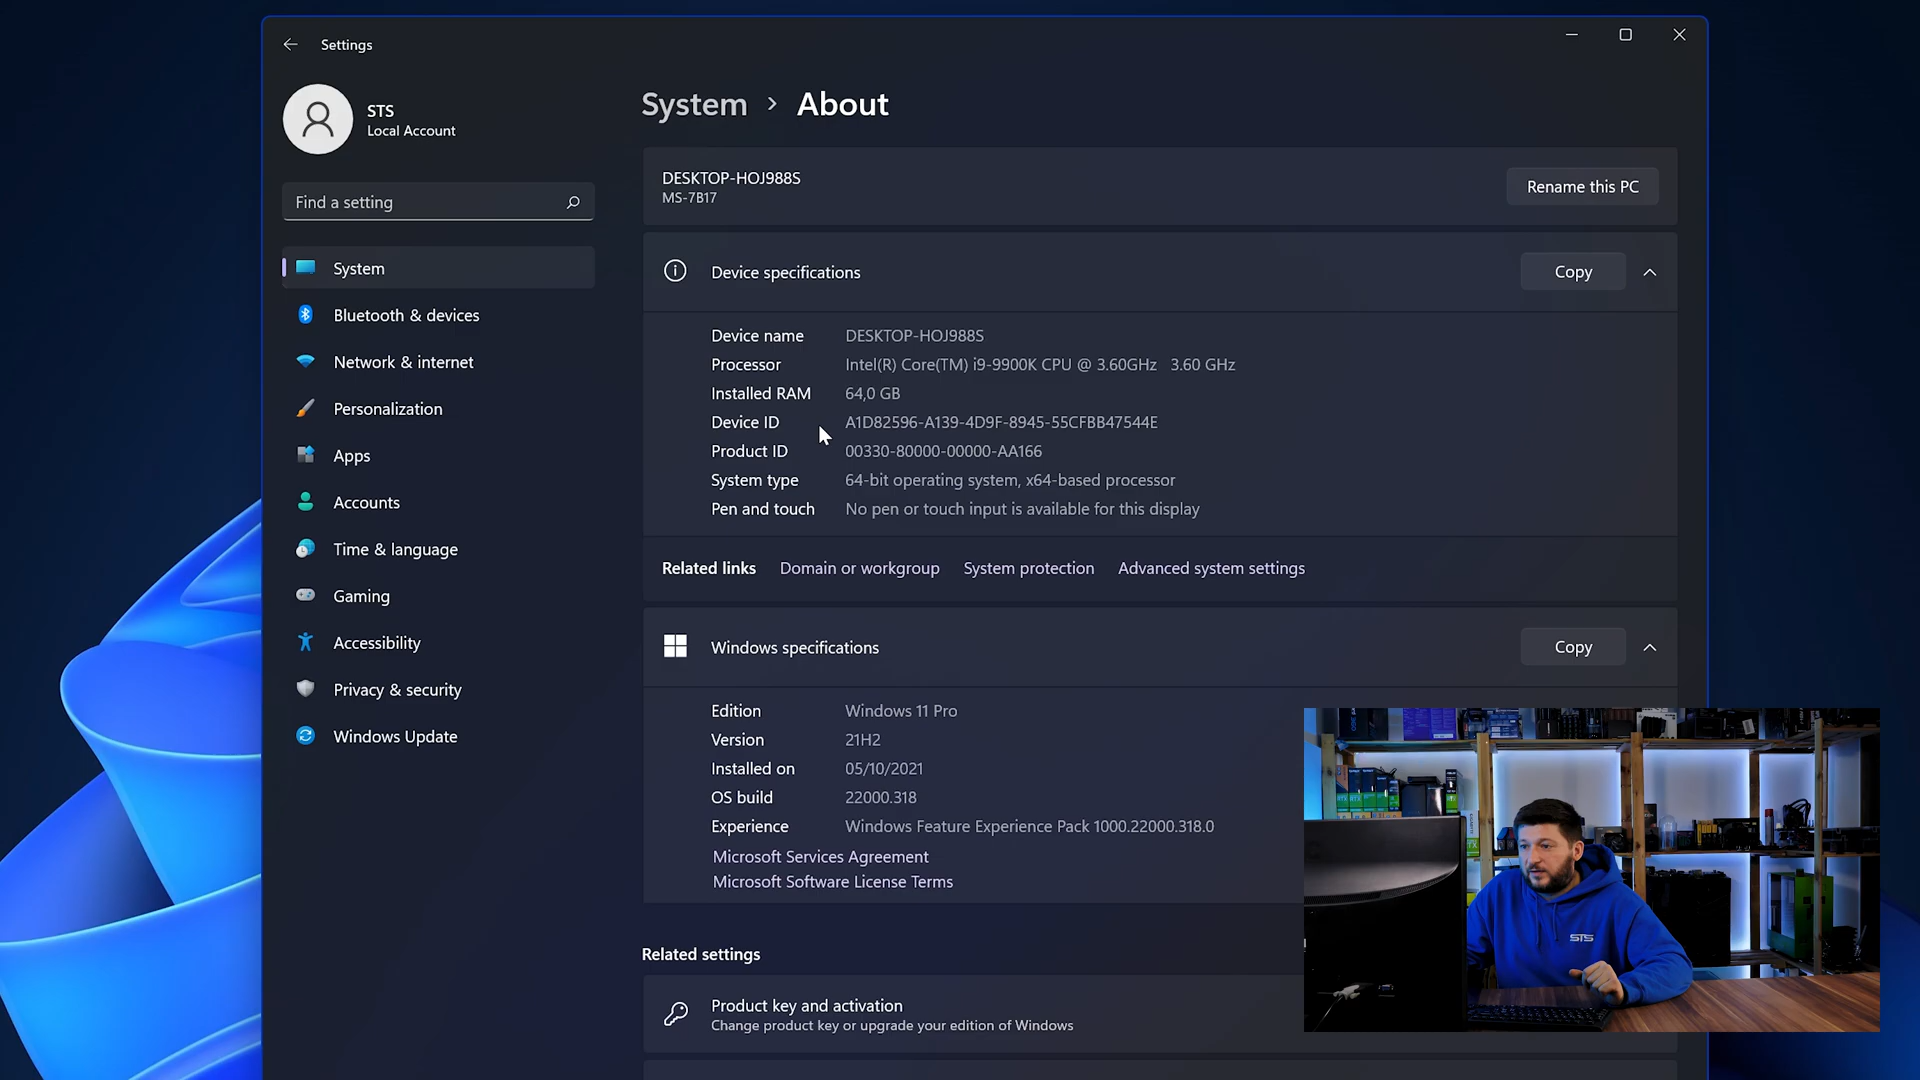 Settings
STS
Local Account
Find a setting
System
Bluetooth & devices
Network & internet
Personalization
Apps
Accounts
Time & language
Gaming
Accessibility
Privacy & security
Windows Update
System > About
DESKTOP-HOJ988S
MS-7B17
Rename this PC
Device specifications
Copy
Device name DESKTOP-HOJ988S
Processor Intel(R) Core(TM) i9-9900K CPU @ 3.60GHz 3.60 GHz
Installed RAM 64,0 GB
Device ID A1D82596-A139-4D9F-8945-55CFBB47544E
Product ID 00330-80000-00000-AA166
System type 64-bit operating system, x64-based processor
Pen and touch No pen or touch input is available for this display
Related links Domain or workgroup System protection Advanced system settings
Windows specifications
Copy
Edition Windows 11 Pro
Version 21H2
Installed on 05/10/2021
OS build 22000.318
Experience Windows Feature Experience Pack 1000.22000.318.0
Microsoft Services Agreement
Microsoft Software License Terms
Related settings
Product key and activation
Change product key or upgrade your edition of Windows
STS